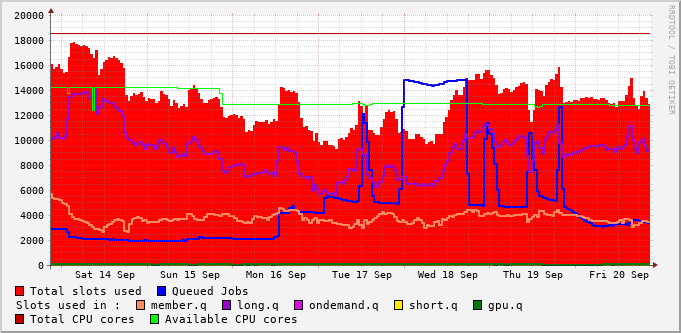 RRDTOOL / TOBI OETIKER
20000
18000
16000
14000
12000
10000
8000
6000
4000
2000
0
Sat 14 Sep Sun 15 Sep Mon 16 Sep Tue 17 Sep Wed 18 Sep Thu 19 Sep Fri 20 Sep
Total slots used Queued Jobs
Slots used in : member.q long.q ondemand.q short.q gpu.q
Total CPU cores Available CPU cores